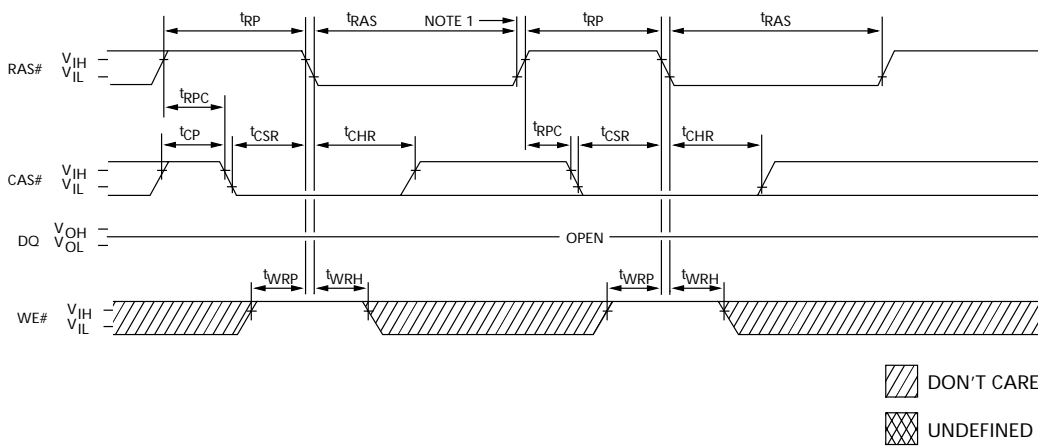 tRP tRAS NOTE 1 tRP tRAS
RAS# VIH
VIL
tRPC
tCP tCSR tCHR tRPC tCSR tCHR
CAS# VIH
VIL
DQ VOH
VOL
OPEN
tWRP tWRH tWRP tWRH
WE# VIH
VIL
DON'T CARE
UNDEFINED